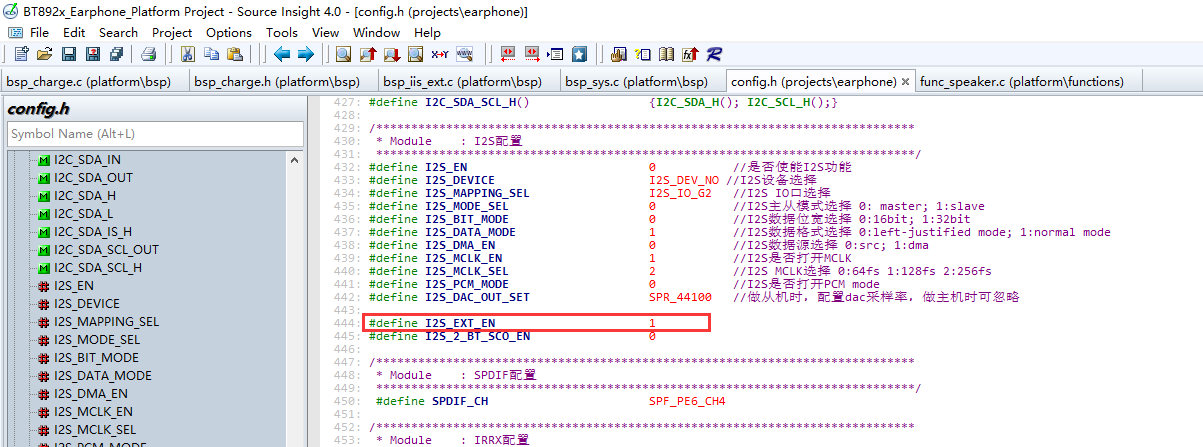 BT892x_Earphone_Platform Project - Source Insight 4.0 - [config.h (projects\earphone)]
File Edit Search Project Options Tools View Window Help
bsp_charge.c (platform\bsp) bsp_charge.h (platform\bsp) bsp_iis_ext.c (platform\bsp) bsp_sys.c (platform\bsp) config.h (projects\earphone) func_speaker.c (platform\functions)
config.h
Symbol Name (Alt+L)
I2C_SDA_IN
I2C_SDA_OUT
I2C_SDA_H
I2C_SDA_L
I2C_SDA_IS_H
I2C_SDA_SCL_OUT
I2C_SDA_SCL_H
I2S_EN
I2S_DEVICE
I2S_MAPPING_SEL
I2S_MODE_SEL
I2S_BIT_MODE
I2S_DATA_MODE
I2S_DMA_EN
I2S_MCLK_EN
I2S_MCLK_SEL
I2S_PCM_MODE
427: #define I2C_SDA_SCL_H() {I2C_SDA_H(); I2C_SCL_H();}
428:
429: /*****************************************************************************
430: * Module : I2S配置
431: *****************************************************************************/
432: #define I2S_EN 0 //是否使能I2S功能
433: #define I2S_DEVICE I2S_DEV_NO //I2S设备选择
434: #define I2S_MAPPING_SEL I2S_IO_G2 //I2S IO口选择
435: #define I2S_MODE_SEL 0 //I2S主从模式选择 0: master; 1:slave
436: #define I2S_BIT_MODE 0 //I2S数据位宽选择 0:16bit; 1:32bit
437: #define I2S_DATA_MODE 1 //I2S数据格式选择 0:left-justified mode; 1:normal mode
438: #define I2S_DMA_EN 0 //I2S数据源选择 0:src; 1:dma
439: #define I2S_MCLK_EN 1 //I2S是否打开MCLK
440: #define I2S_MCLK_SEL 2 //I2S MCLK选择 0:64fs 1:128fs 2:256fs
441: #define I2S_PCM_MODE 0 //I2S是否打开PCM mode
442: #define I2S_DAC_OUT_SET SPR_44100 //做从机时，配置dac采样率，做主机时可忽略
443:
444: #define I2S_EXT_EN 1
445: #define I2S_2_BT_SCO_EN 0
446:
447: /*****************************************************************************
448: * Module : SPDIF配置
449: *****************************************************************************/
450: #define SPDIF_CH SPF_PE6_CH4
451:
452: /*****************************************************************************
453: * Module : IRRX配置